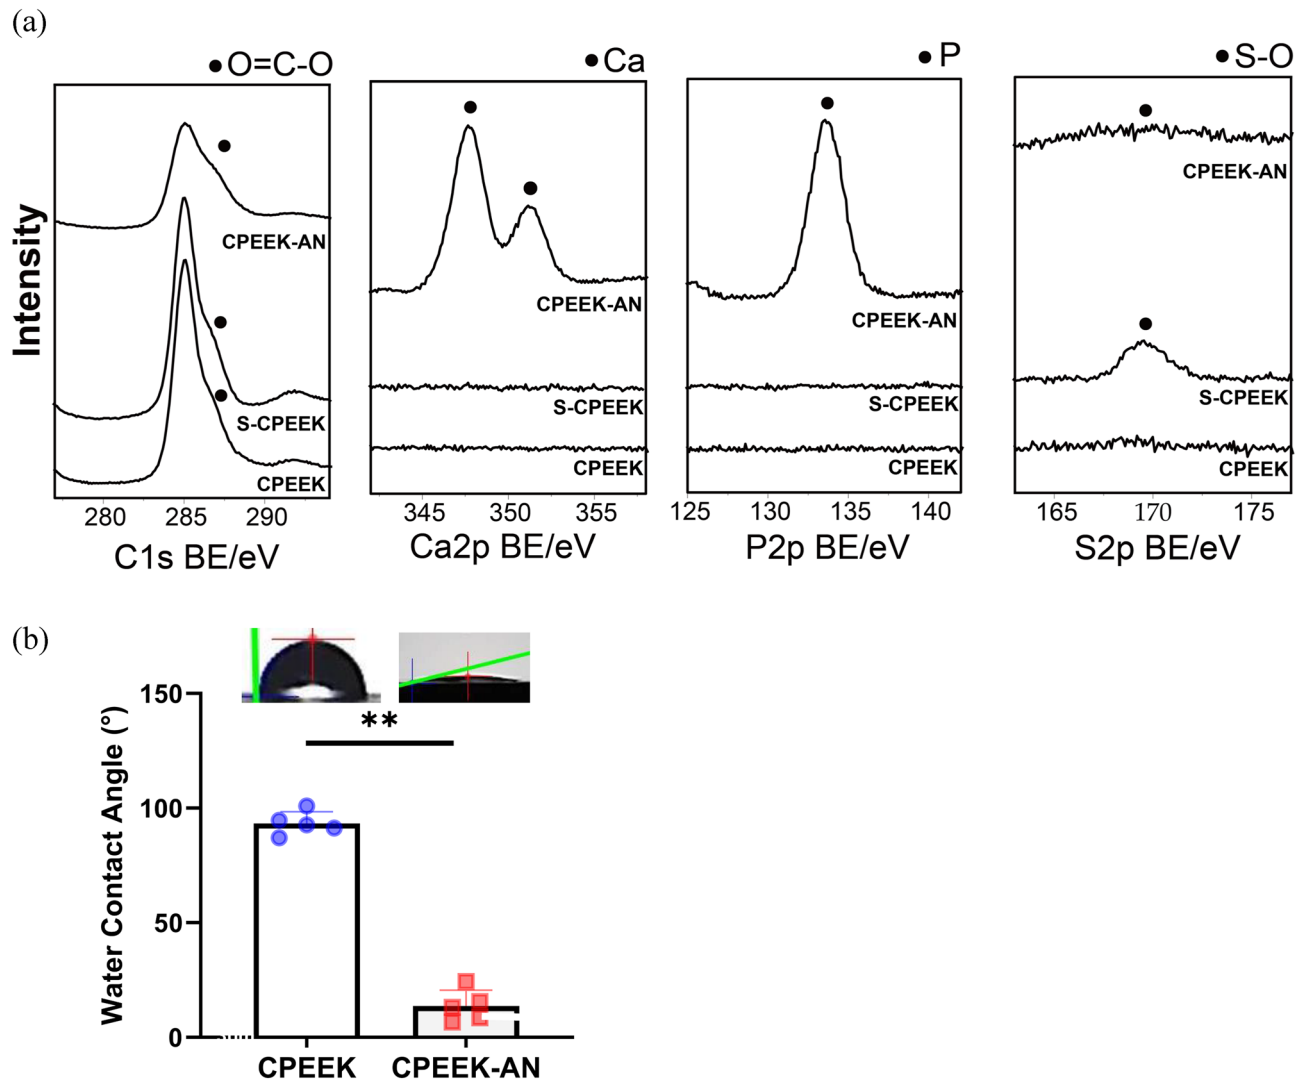 (a)
● O=C-O
● Ca
● P
● S-O
Intensity
CPEEK-AN
S-CPEEK
CPEEK
280 285 290
C1s BE/eV
CPEEK-AN
S-CPEEK
CPEEK
345 350 355
Ca2p BE/eV
CPEEK-AN
S-CPEEK
CPEEK
125 130 135 140
P2p BE/eV
CPEEK-AN
S-CPEEK
CPEEK
165 170 175
S2p BE/eV
(b)
Water Contact Angle (°)
150
100
50
0
**
CPEEK CPEEK-AN